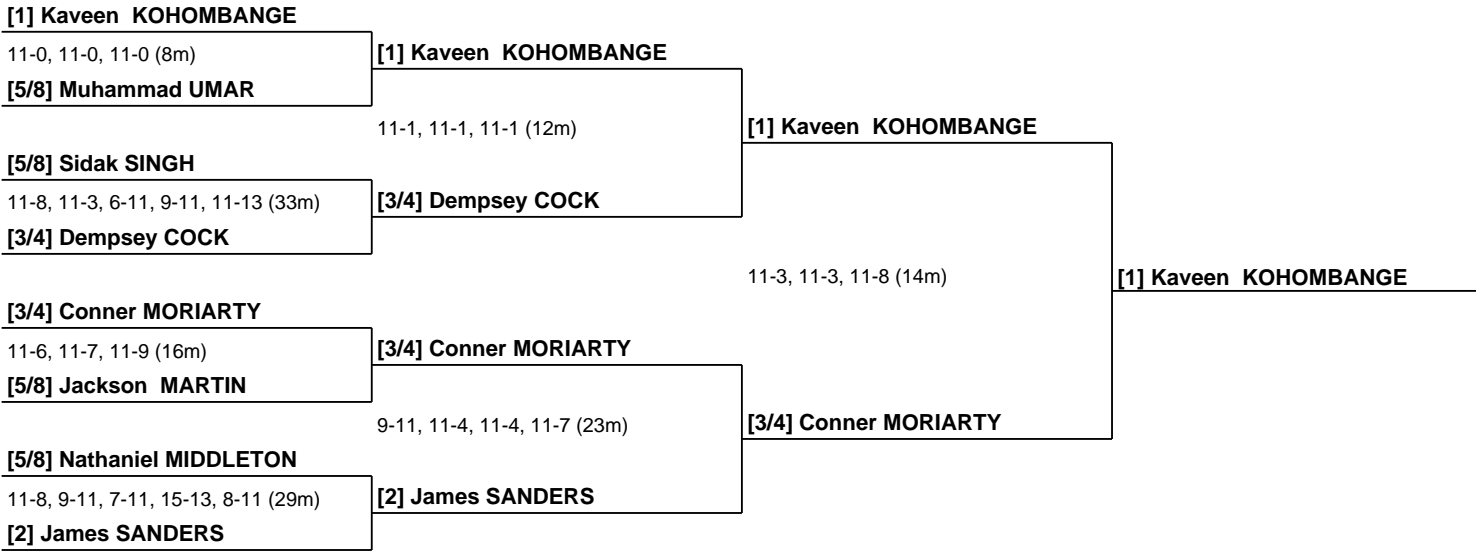 [1] Kaveen  KOHOMBANGE
11-0, 11-0, 11-0 (8m)
[1] Kaveen  KOHOMBANGE
[5/8] Muhammad UMAR
11-1, 11-1, 11-1 (12m)
[1] Kaveen  KOHOMBANGE
[5/8] Sidak SINGH
11-8, 11-3, 6-11, 9-11, 11-13 (33m)
[3/4] Dempsey COCK
[3/4] Dempsey COCK
11-3, 11-3, 11-8 (14m)
[1] Kaveen  KOHOMBANGE
[3/4] Conner MORIARTY
11-6, 11-7, 11-9 (16m)
[3/4] Conner MORIARTY
[5/8] Jackson  MARTIN
9-11, 11-4, 11-4, 11-7 (23m)
[3/4] Conner MORIARTY
[5/8] Nathaniel MIDDLETON
11-8, 9-11, 7-11, 15-13, 8-11 (29m)
[2] James SANDERS
[2] James SANDERS